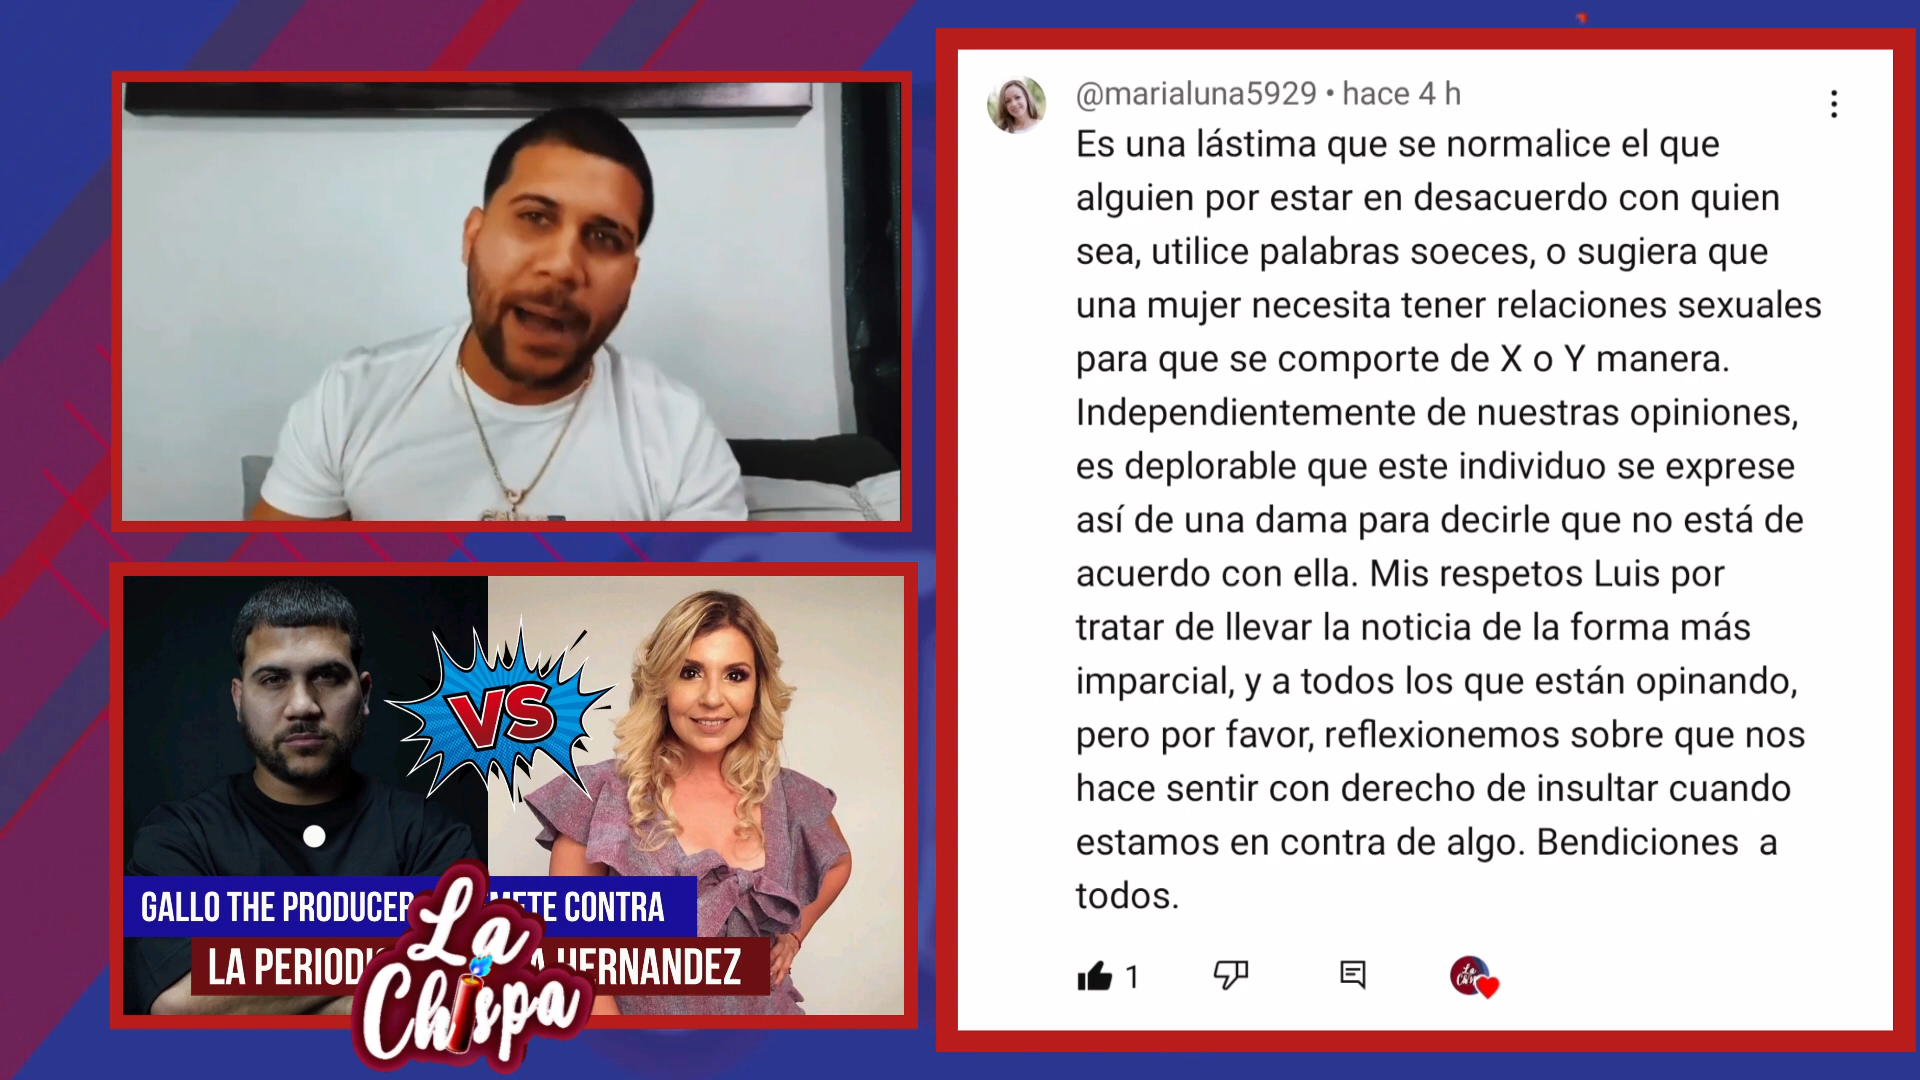 @marialuna5929 • hace 4 h
Es una lástima que se normalice el que
alguien por estar en desacuerdo con quien
sea, utilice palabras soeces, o sugiera que
una mujer necesita tener relaciones sexuales
para que se comporte de X o Y manera.
Independientemente de nuestras opiniones,
es deplorable que este individuo se exprese
así de una dama para decirle que no está de
acuerdo con ella. Mis respetos Luis por
tratar de llevar la noticia de la forma más
imparcial, y a todos los que están opinando,
pero por favor, reflexionemos sobre que nos
hace sentir con derecho de insultar cuando
estamos en contra de algo. Bendiciones  a
todos.
1
VS
GALLO THE PRODUCER CONTRA
LA HERNANDEZ
La
Chispa